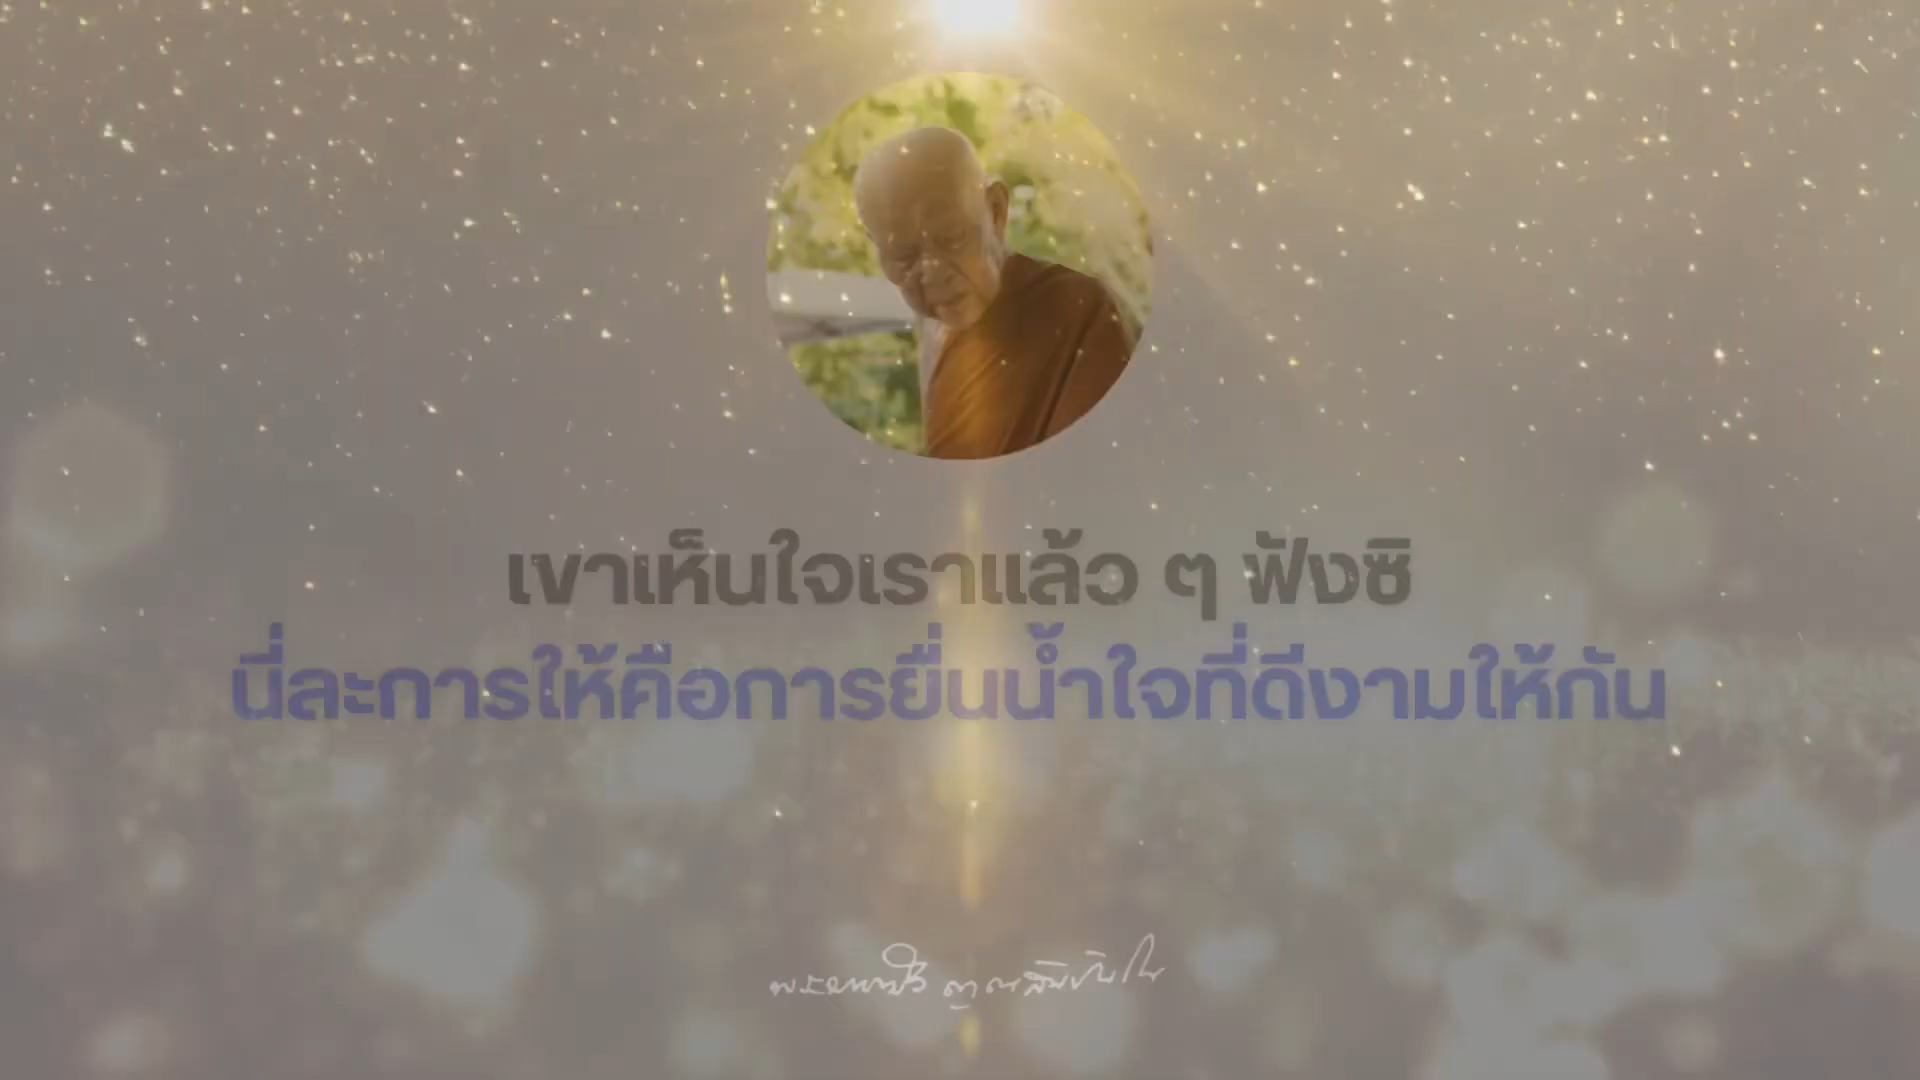 เขาเห็นใจเราแล้ว ๆ ฟังซิ
นี่ละการให้คือการยื่นน้ำใจที่ดีงามให้กัน